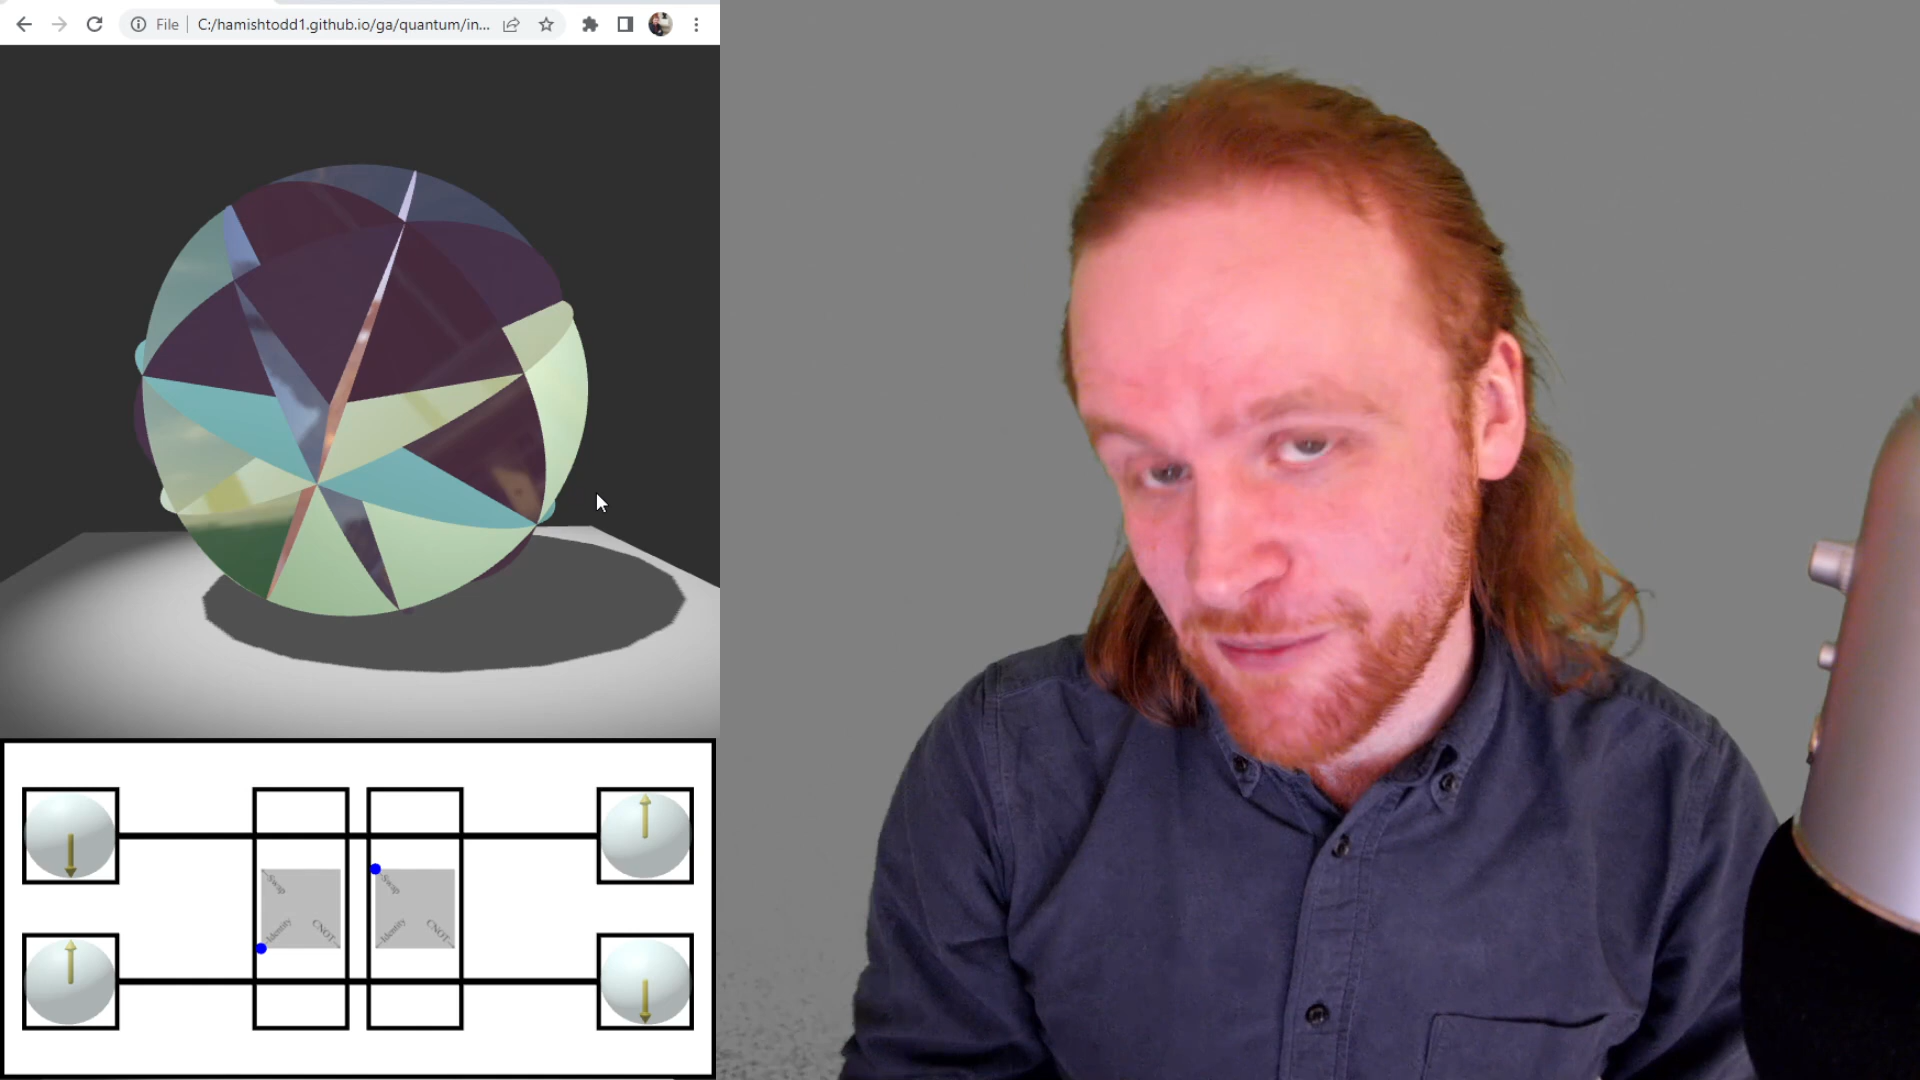 File C:/hamishtodd1.github.io/ga/quantum/in...
Swap
Identity
CNOT
Swap
Identity
CNOT